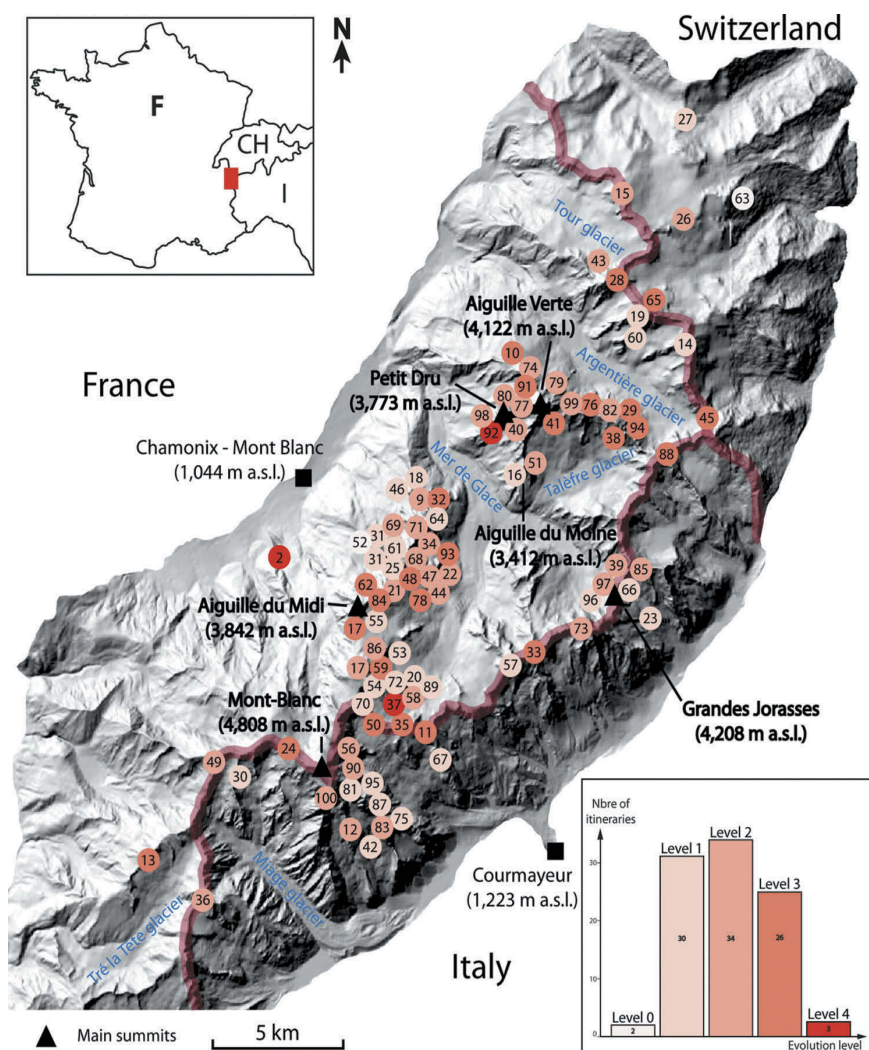 Switzerland
N
F
CH
I
27
15
63
26
Tour glacier
43
28
65
Aiguille Verte
(4,122 m a.s.l.)
19
60
14
10
74
Argentière glacier
France
Petit Dru
(3,773 m a.s.l.)
91
79
80
77
99
76
82
29
98
45
92
40
41
94
38
88
Chamonix - Mont Blanc
(1,044 m a.s.l.)
Mer de Glace
51
16
Talèfre glacier
18
46
9
32
Aiguille du Moine
(3,412 m a.s.l.)
64
69
71
52
31
34
61
93
2
31
68
39
85
25
48
47
22
97
62
21
44
66
96
84
78
Aiguille du Midi
(3,842 m a.s.l.)
23
55
17
73
86
53
33
17
59
57
72
20
54
89
58
Mont-Blanc
(4,808 m a.s.l.)
70
37
Grandes Jorasses
(4,208 m a.s.l.)
50
35
11
24
56
49
67
30
90
95
81
100
87
75
12
83
42
13
Miage glacier
Courmayeur
(1,223 m a.s.l.)
36
Tré la Tete glacier
Italy
Nbre of
itineraries
Level 2
Level 1
30
Level 3
20
30
34
26
10
Level 0
Level 4
0
2
3
Evolution level
Main summits
5 km